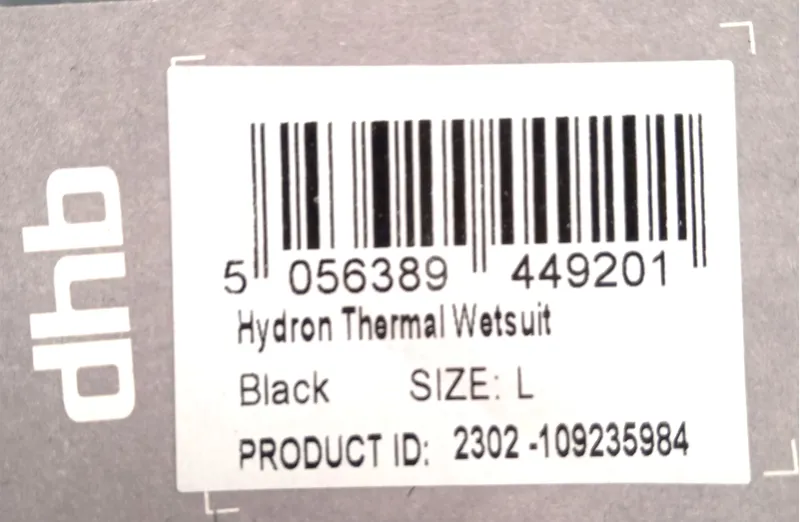 dhb
5 056389 449201
Hydron Thermal Wetsuit
Black SIZE: L
PRODUCT ID: 2302 -109235984